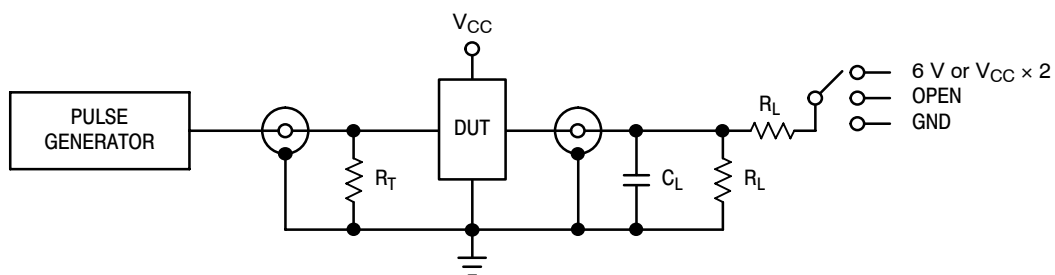 V_CC
6 V or V_CC × 2
OPEN
GND
PULSE
GENERATOR
R_T
DUT
C_L
R_L
R_L